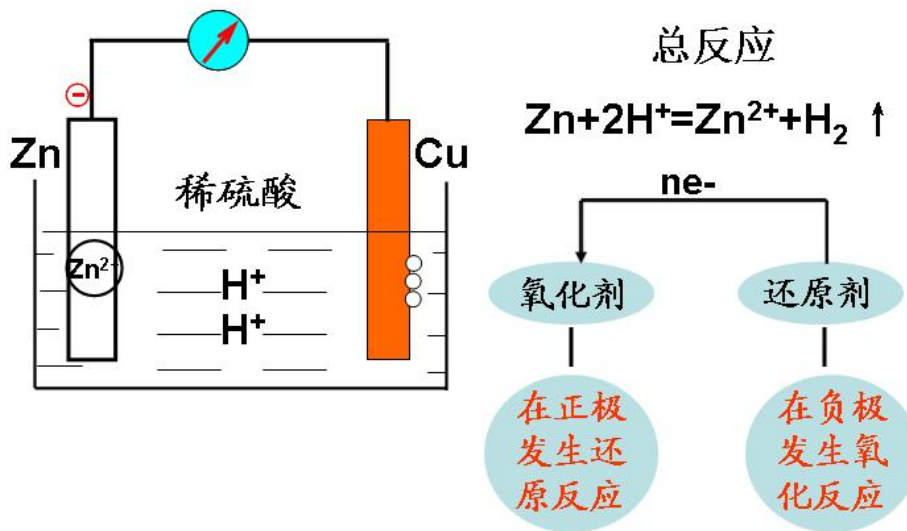 总反应
Zn+2H⁺=Zn²⁺+H₂ ↑
⊖
Zn
Cu
稀硫酸
Zn²⁺
H⁺
H⁺
ne-
氧化剂
还原剂
在正极
发生还
原反应
在负极
发生氧
化反应